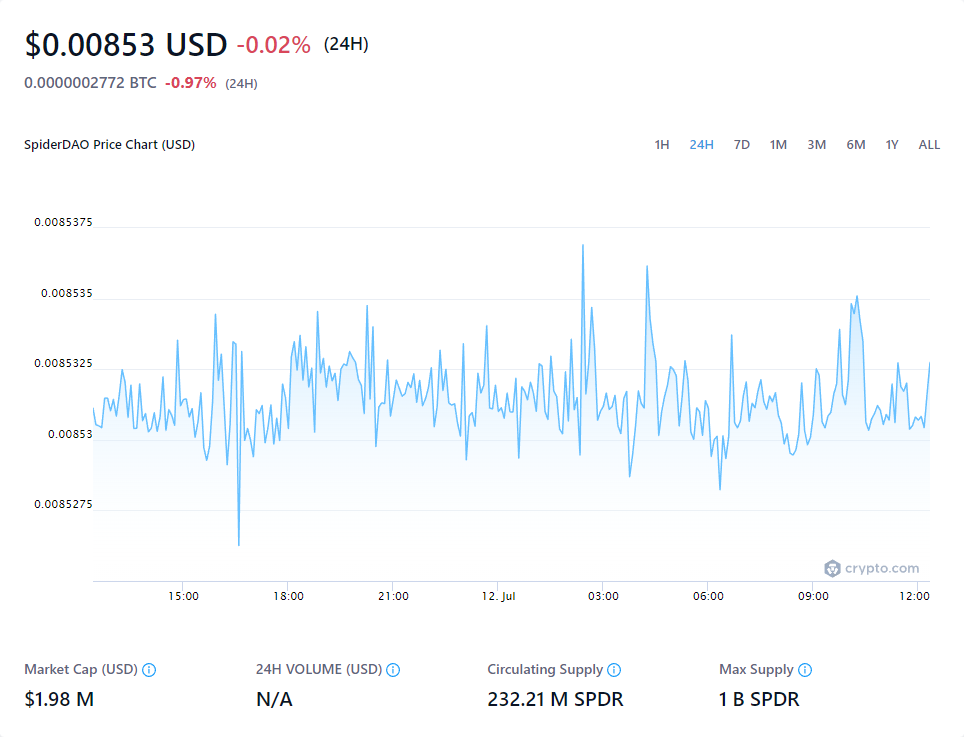 $0.00853 USD -0.02% (24H)
0.0000002772 BTC -0.97% (24H)
SpiderDAO Price Chart (USD) 1H 24H 7D 1M 3M 6M 1Y ALL
0.0085375
0.008535
0.0085325
0.00853
0.0085275
crypto.com
15:00 18:00 21:00 12. Jul 03:00 06:00 09:00 12:00
Market Cap (USD) 24H VOLUME (USD) Circulating Supply Max Supply
$1.98 M N/A 232.21 M SPDR 1 B SPDR